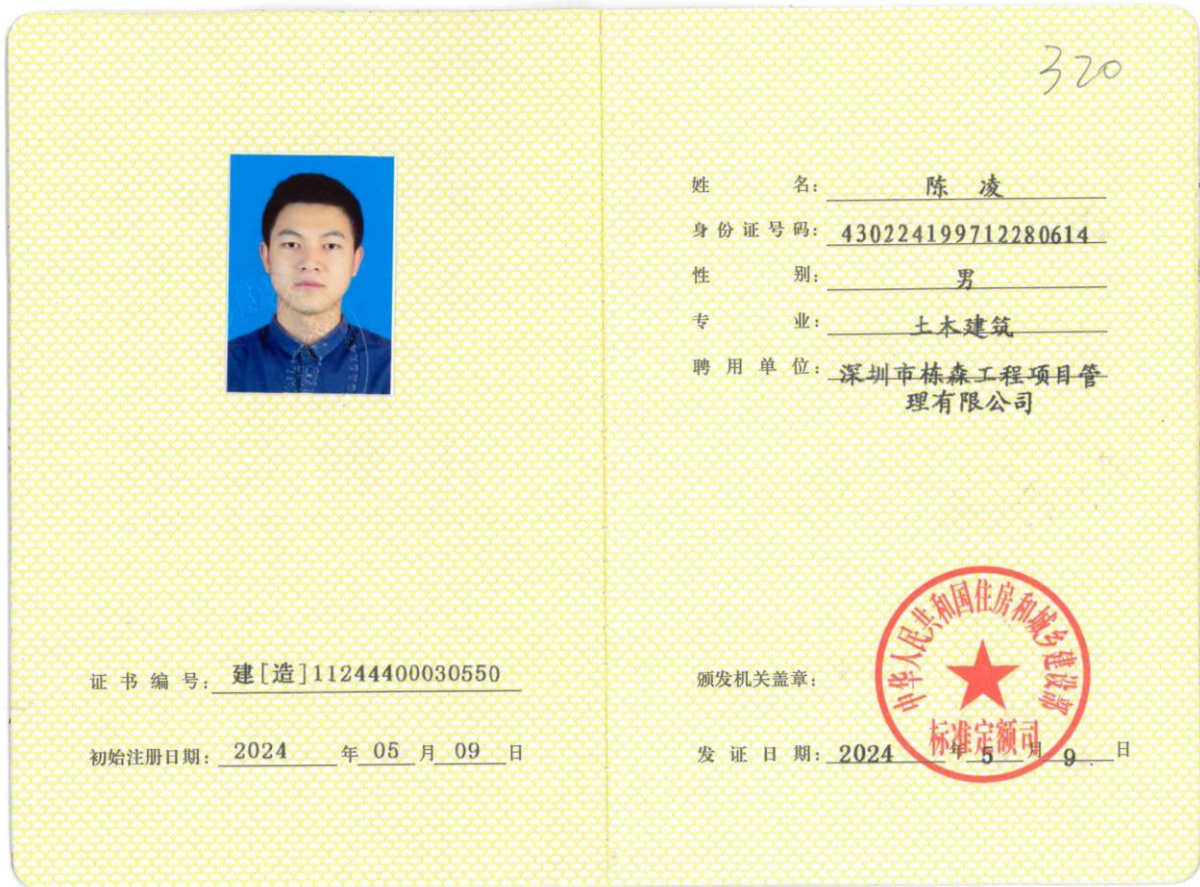 320
姓 名: 陈 凌
身份证号码: 430224199712280614
性 别: 男
专 业: 土木建筑
聘用单位: 深圳市栋森工程项目管
理有限公司
证书编号: 建[造]11244400030550
初始注册日期: 2024 年 05 月 09 日
颁发机关盖章:
中华人民共和国住房和城乡建设部
标准定额司
发证日期: 2024 年 5 月 9 日